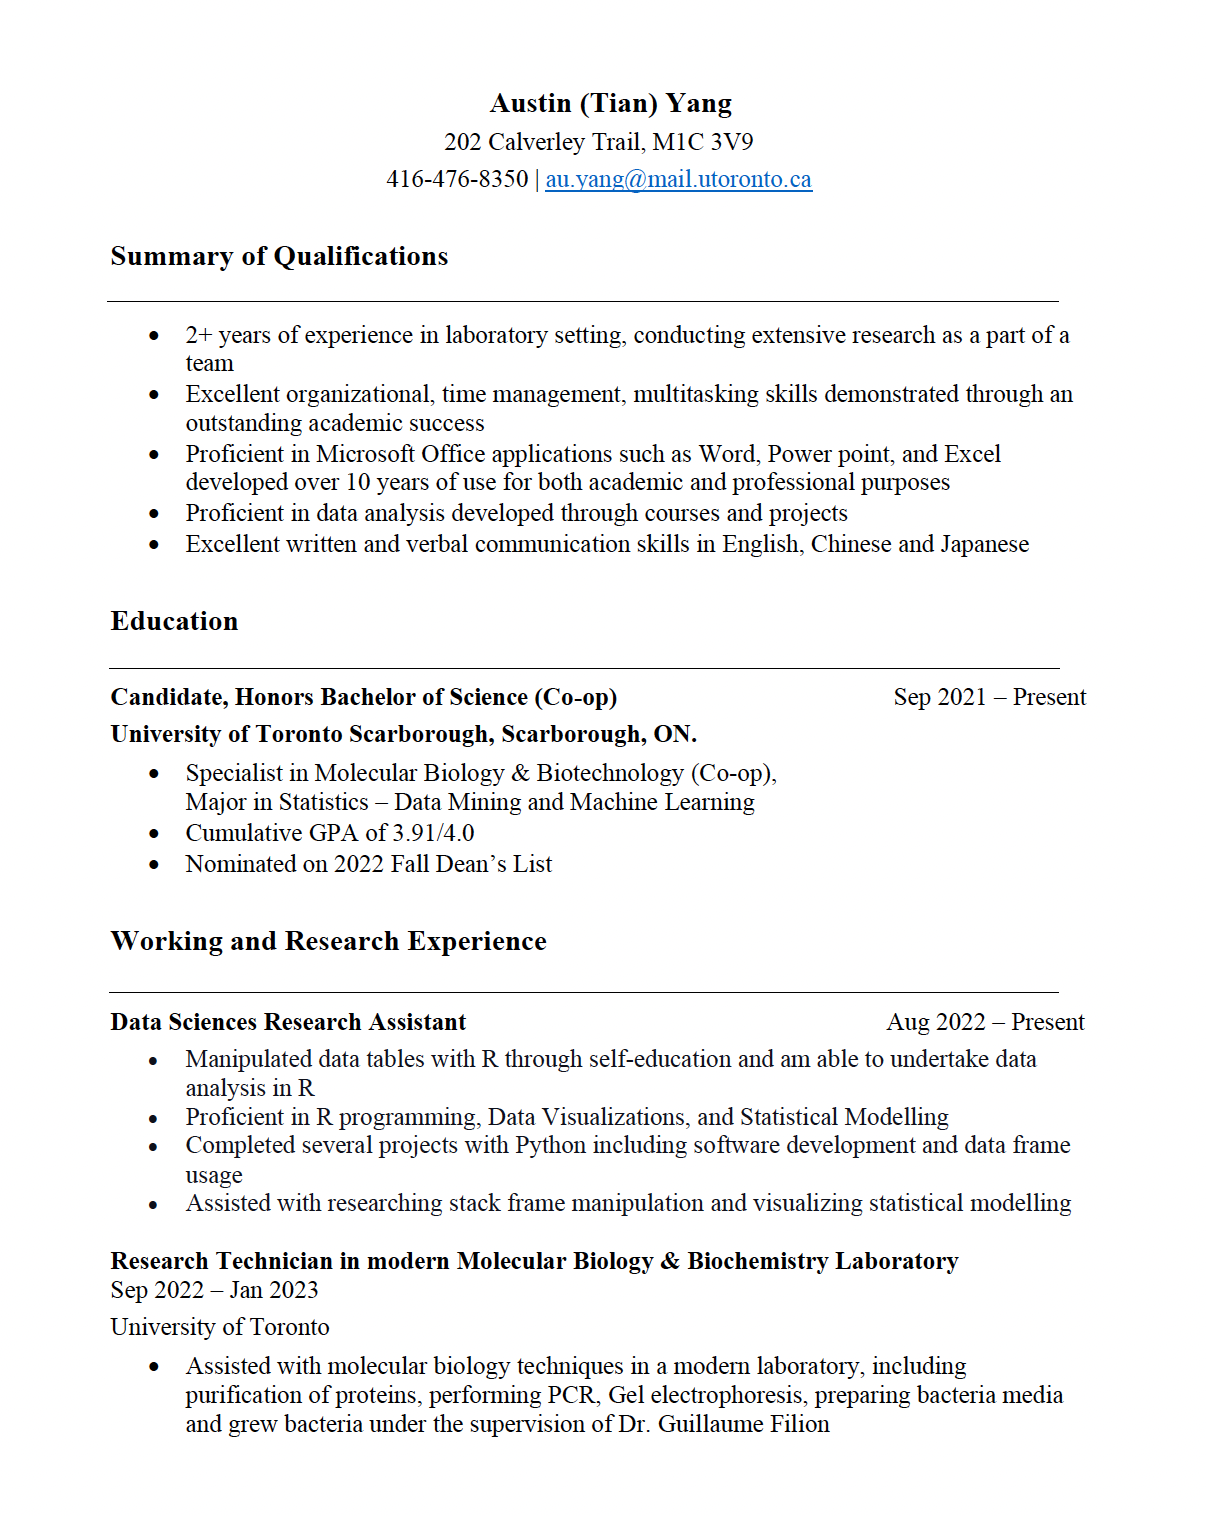 Austin (Tian) Yang
202 Calverley Trail, M1C 3V9
416-476-8350 | au.yang@mail.utoronto.ca
Summary of Qualifications
• 2+ years of experience in laboratory setting, conducting extensive research as a part of a
team
• Excellent organizational, time management, multitasking skills demonstrated through an
outstanding academic success
• Proficient in Microsoft Office applications such as Word, Power point, and Excel
developed over 10 years of use for both academic and professional purposes
• Proficient in data analysis developed through courses and projects
• Excellent written and verbal communication skills in English, Chinese and Japanese
Education
Candidate, Honors Bachelor of Science (Co-op) Sep 2021 – Present
University of Toronto Scarborough, Scarborough, ON.
• Specialist in Molecular Biology & Biotechnology (Co-op),
Major in Statistics – Data Mining and Machine Learning
• Cumulative GPA of 3.91/4.0
• Nominated on 2022 Fall Dean’s List
Working and Research Experience
Data Sciences Research Assistant Aug 2022 – Present
• Manipulated data tables with R through self-education and am able to undertake data
analysis in R
• Proficient in R programming, Data Visualizations, and Statistical Modelling
• Completed several projects with Python including software development and data frame
usage
• Assisted with researching stack frame manipulation and visualizing statistical modelling
Research Technician in modern Molecular Biology & Biochemistry Laboratory
Sep 2022 – Jan 2023
University of Toronto
• Assisted with molecular biology techniques in a modern laboratory, including
purification of proteins, performing PCR, Gel electrophoresis, preparing bacteria media
and grew bacteria under the supervision of Dr. Guillaume Filion